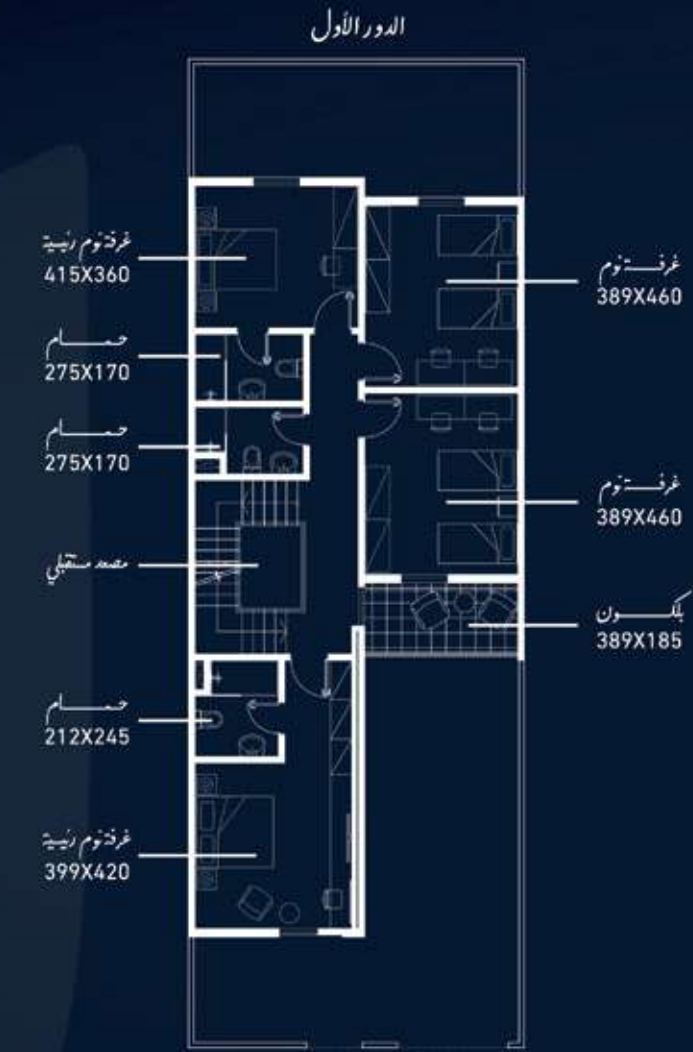 الدور الأول
غرفة نوم رئيسية
415X360
حمام
275X170
حمام
275X170
مصعد مستقبلي
حمام
212X245
غرفة نوم رئيسية
399X420
غرفة نوم
389X460
غرفة نوم
389X460
بلكون
389X185